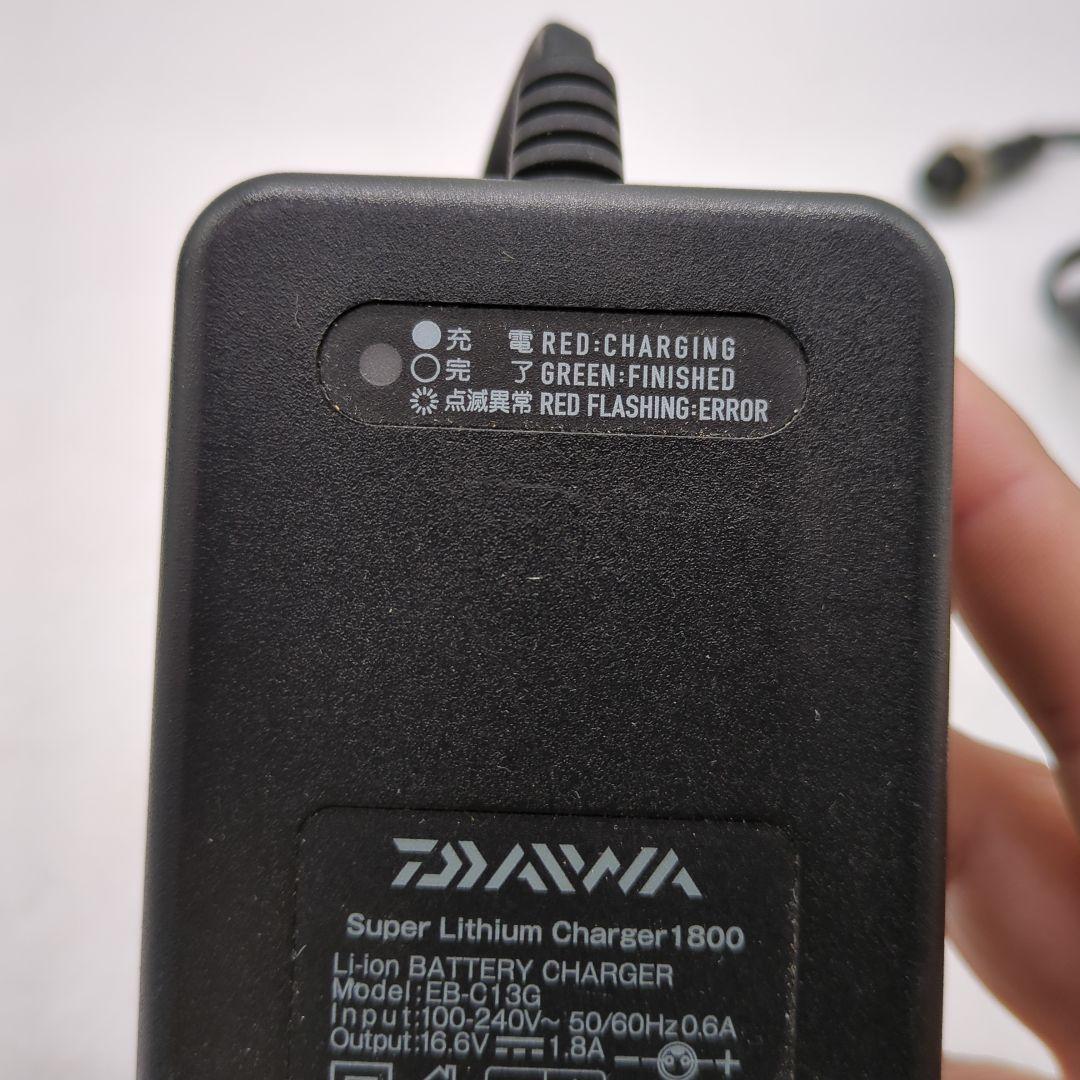 充 電 RED:CHARGING
完 了 GREEN:FINISHED
点滅異常 RED FLASHING:ERROR
DAIWA
Super Lithium Charger1800
Li-ion BATTERY CHARGER
Model:EB-C13G
Input:100-240V~ 50/60Hz 0.6A
Output:16.6V⎓1.8A - +